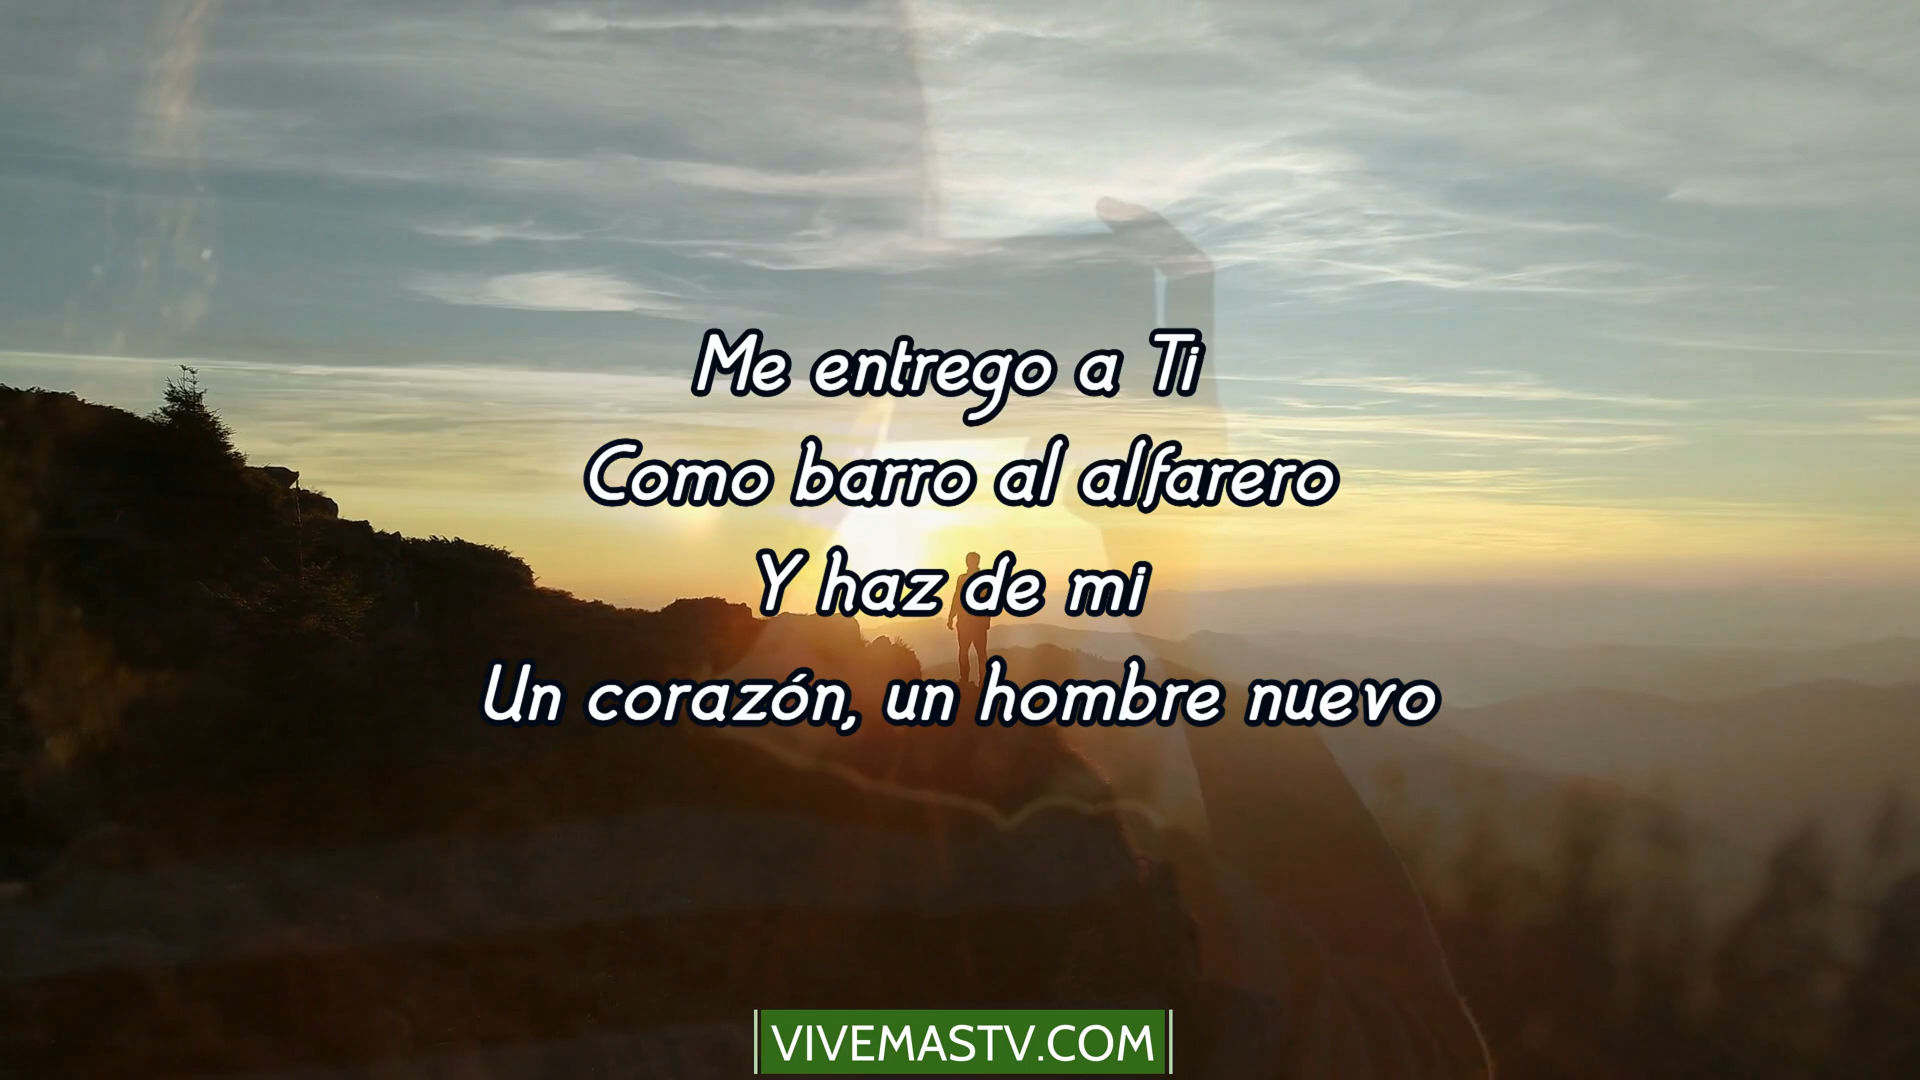 Me entrego a Ti
Como barro al alfarero
Y haz de mi
Un corazón, un hombre nuevo
VIVEMASTV.COM